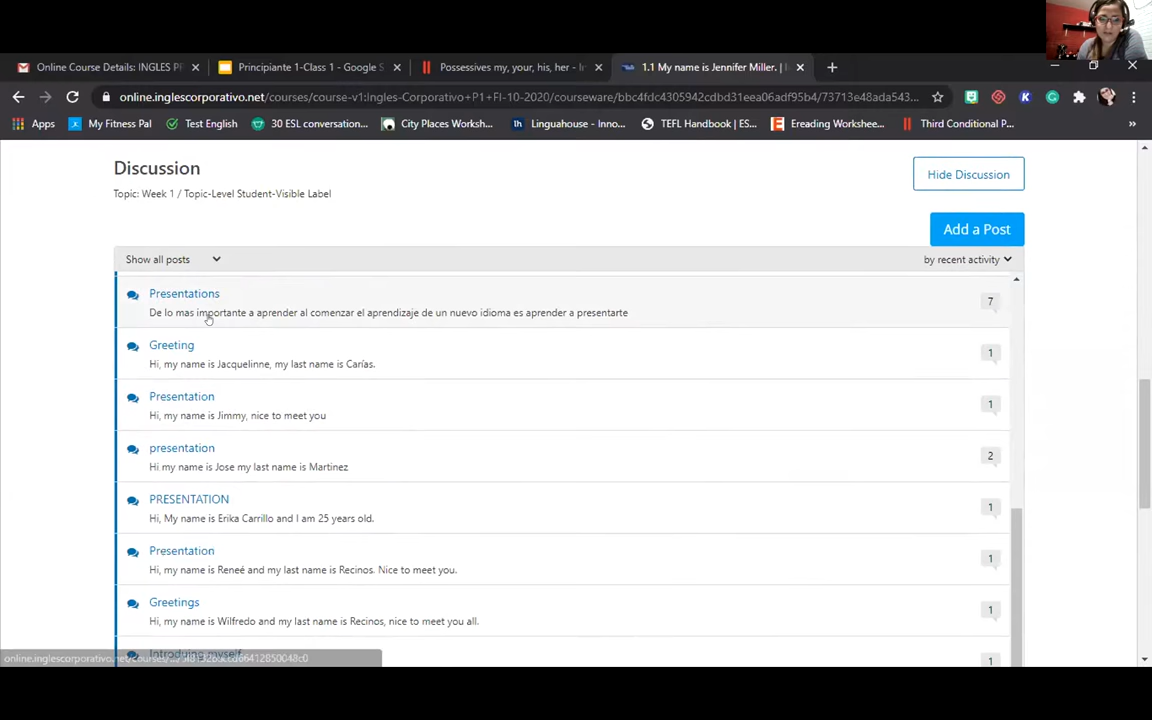 Online Course Details: INGLES P
Principiante 1-Class 1 - Google S
Possessives my, your, his, her - In
1.1 My name is Jennifer Miller. |
online.inglescorporativo.net/courses/course-v1:Ingles-Corporativo+P1+FI-10-2020/courseware/bbc4fdc4305942cdbd31eea06adf95b4/73713e48ada543...
Apps
My Fitness Pal
Test English
30 ESL conversation...
City Places Worksh...
Linguahouse - Inno...
TEFL Handbook | ES...
Ereading Workshee...
Third Conditional P...
Discussion
Hide Discussion
Topic: Week 1 / Topic-Level Student-Visible Label
Add a Post
Show all posts
by recent activity
Presentations
De lo mas importante a aprender al comenzar el aprendizaje de un nuevo idioma es aprender a presentarte
7
Greeting
Hi, my name is Jacquelinne, my last name is Carías.
1
Presentation
Hi, my name is Jimmy, nice to meet you
1
presentation
Hi my name is Jose my last name is Martinez
2
PRESENTATION
Hi, My name is Erika Carrillo and I am 25 years old.
1
Presentation
Hi, my name is Reneé and my last name is Recinos. Nice to meet you.
1
Greetings
Hi, my name is Wilfredo and my last name is Recinos, nice to meet you all.
1
Introduing myself
1